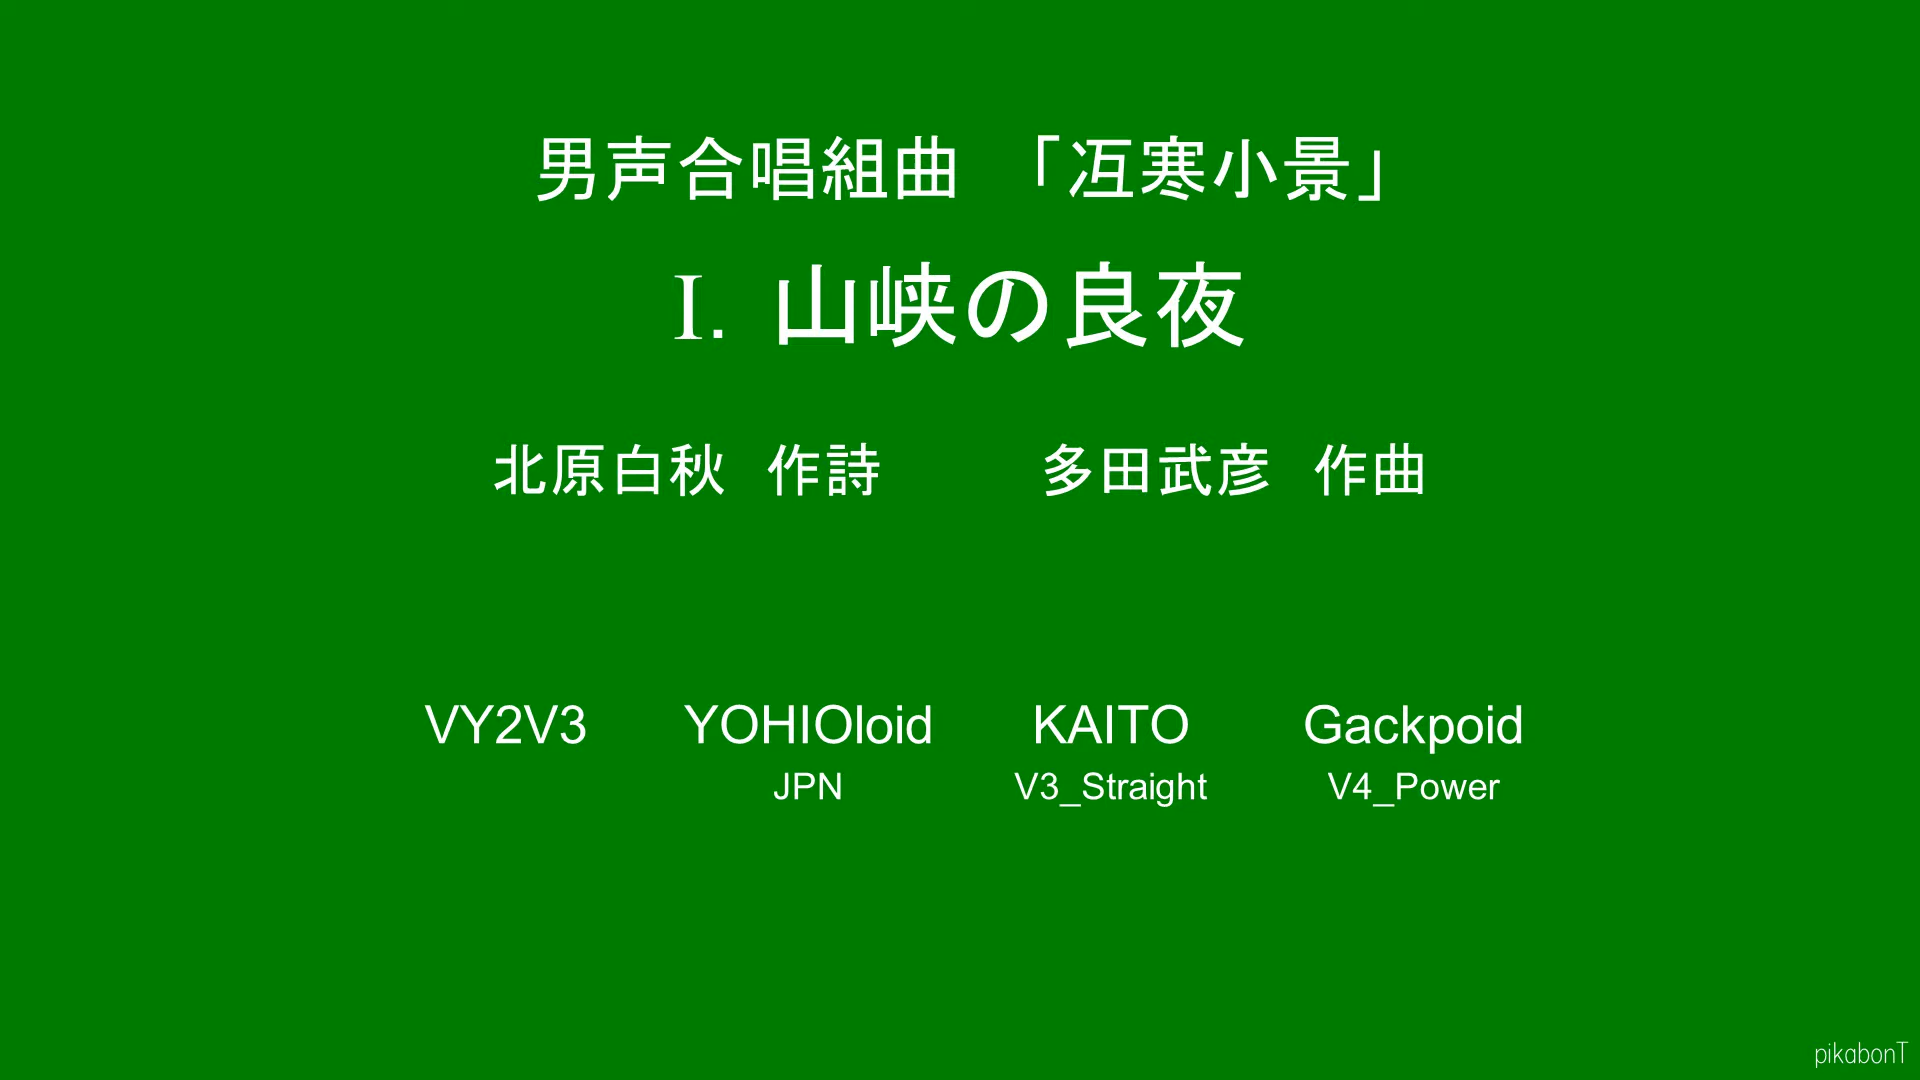 男声合唱組曲 「冱寒小景」
I. 山峡の良夜
北原白秋 作詩 多田武彦 作曲
VY2V3 YOHIOloid KAITO Gackpoid
JPN V3_Straight V4_Power
pikabonT